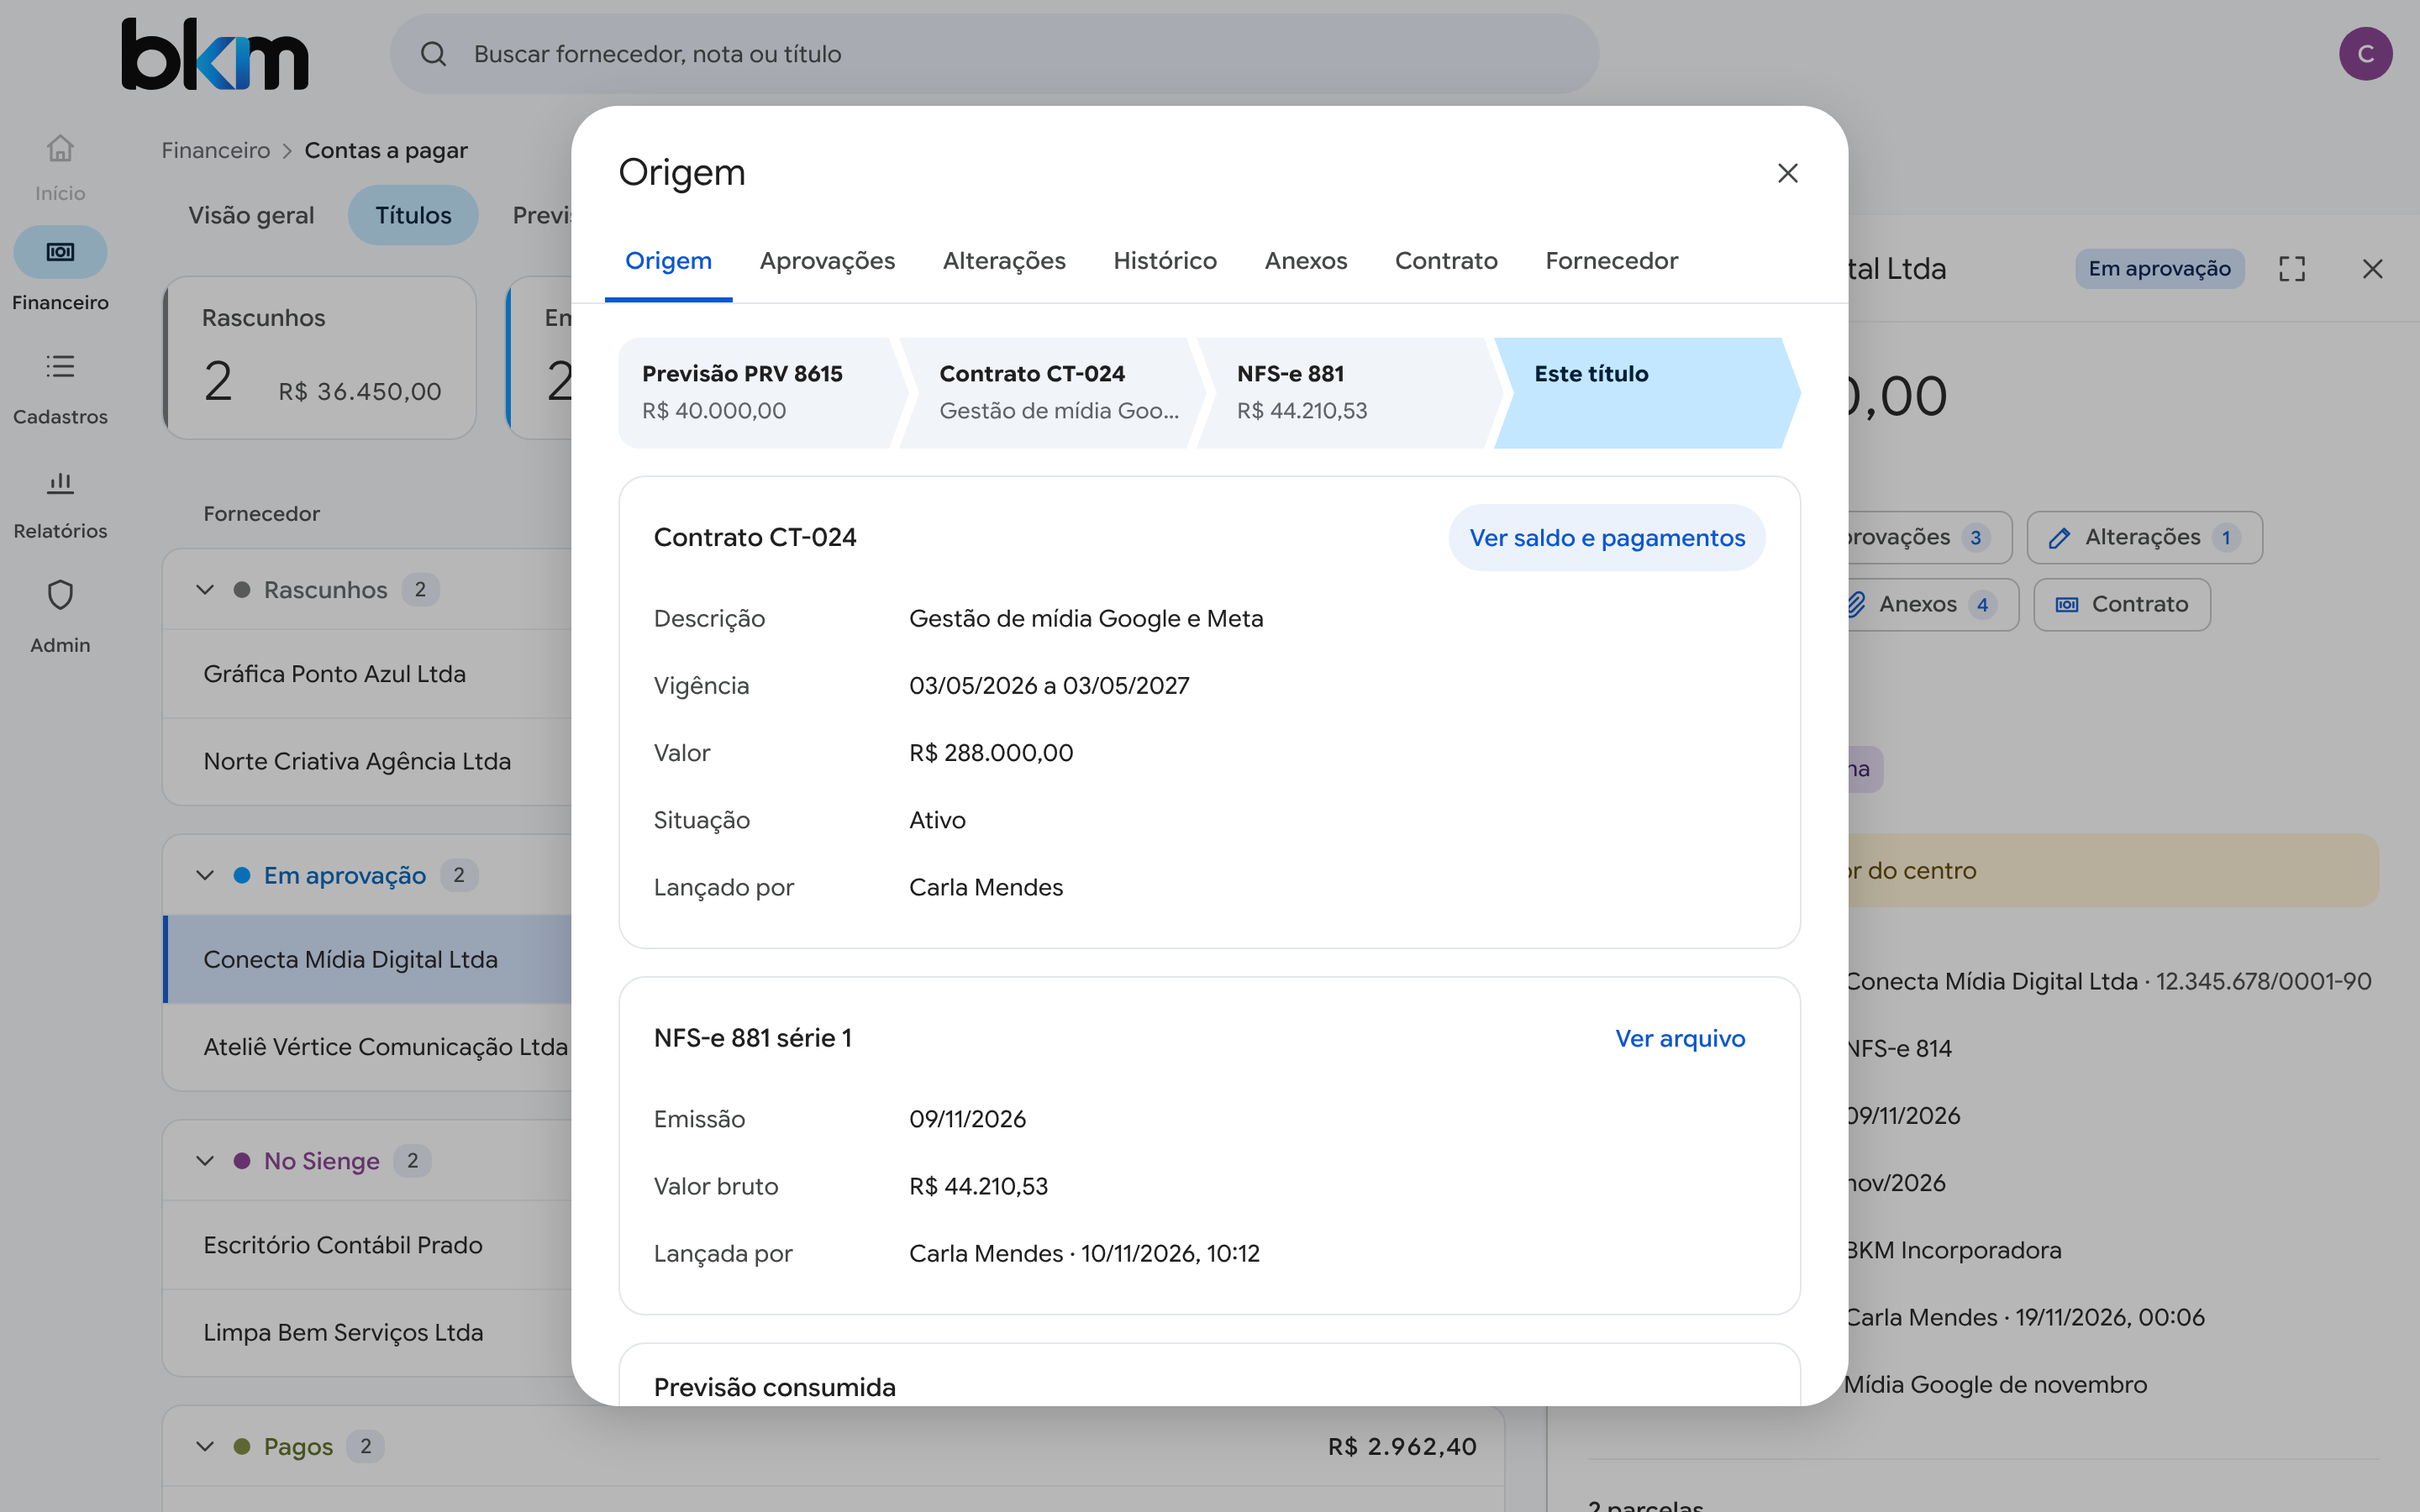 bkm
Buscar fornecedor, nota ou título
C
Início
Financeiro
Cadastros
Relatórios
Admin
Financeiro > Contas a pagar
Visão geral
Títulos
Rascunhos
2
R$ 36.450,00
Fornecedor
Rascunhos 2
Gráfica Ponto Azul Ltda
Norte Criativa Agência Ltda
Em aprovação 2
Conecta Mídia Digital Ltda
Ateliê Vértice Comunicação Ltda
No Sienge 2
Escritório Contábil Prado
Limpa Bem Serviços Ltda
Pagos 2
R$ 2.962,40
Origem
Origem
Aprovações
Alterações
Histórico
Anexos
Contrato
Fornecedor
Previsão PRV 8615
R$ 40.000,00
Contrato CT-024
Gestão de mídia Goo...
NFS-e 881
R$ 44.210,53
Este título
Contrato CT-024
Ver saldo e pagamentos
Descrição
Gestão de mídia Google e Meta
Vigência
03/05/2026 a 03/05/2027
Valor
R$ 288.000,00
Situação
Ativo
Lançado por
Carla Mendes
NFS-e 881 série 1
Ver arquivo
Emissão
09/11/2026
Valor bruto
R$ 44.210,53
Lançada por
Carla Mendes · 10/11/2026, 10:12
Previsão consumida
Ltda
Em aprovação
,00
3
Alterações 1
Anexos 4
Contrato
do centro
Conecta Mídia Digital Ltda · 12.345.678/0001-90
NFS-e 814
09/11/2026
nov/2026
BKM Incorporadora
Carla Mendes · 19/11/2026, 00:06
Mídia Google de novembro
2 parcelas